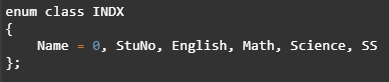 enum class INDX
{
    Name = 0, StuNo, English, Math, Science, SS
};